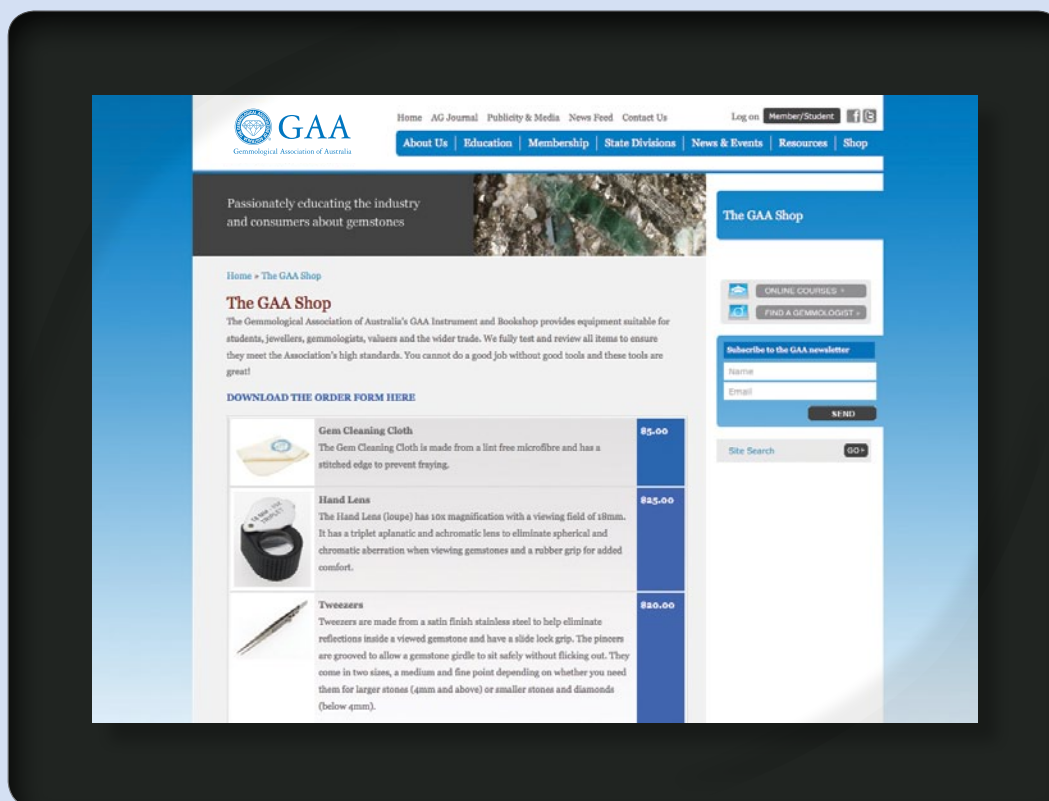 GAA
Gemmological Association of Australia
Home AG Journal Publicity & Media News Feed Contact Us
Log on Member/Student
About Us | Education | Membership | State Divisions | News & Events | Resources | Shop
Passionately educating the industry
and consumers about gemstones
The GAA Shop
Home » The GAA Shop
The GAA Shop
The Gemmological Association of Australia's GAA Instrument and Bookshop provides equipment suitable for
students, jewellers, gemmologists, valuers and the wider trade. We fully test and review all items to ensure
they meet the Association's high standards. You cannot do a good job without good tools and these tools are
great!
DOWNLOAD THE ORDER FORM HERE
Gem Cleaning Cloth
$5.00
The Gem Cleaning Cloth is made from a lint free microfibre and has a
stitched edge to prevent fraying.
Hand Lens
$25.00
The Hand Lens (loupe) has 10x magnification with a viewing field of 18mm.
It has a triplet aplanatic and achromatic lens to eliminate spherical and
chromatic aberration when viewing gemstones and a rubber grip for added
comfort.
TRIPLET
Tweezers
$20.00
Tweezers are made from a satin finish stainless steel to help eliminate
reflections inside a viewed gemstone and have a slide lock grip. The pincers
are grooved to allow a gemstone girdle to sit safely without flicking out. They
come in two sizes, a medium and fine point depending on whether you need
them for larger stones (4mm and above) or smaller stones and diamonds
(below 4mm).
ONLINE COURSES »
FIND A GEMMOLOGIST »
Subscribe to the GAA newsletter
Name
Email
SEND
Site Search
GO